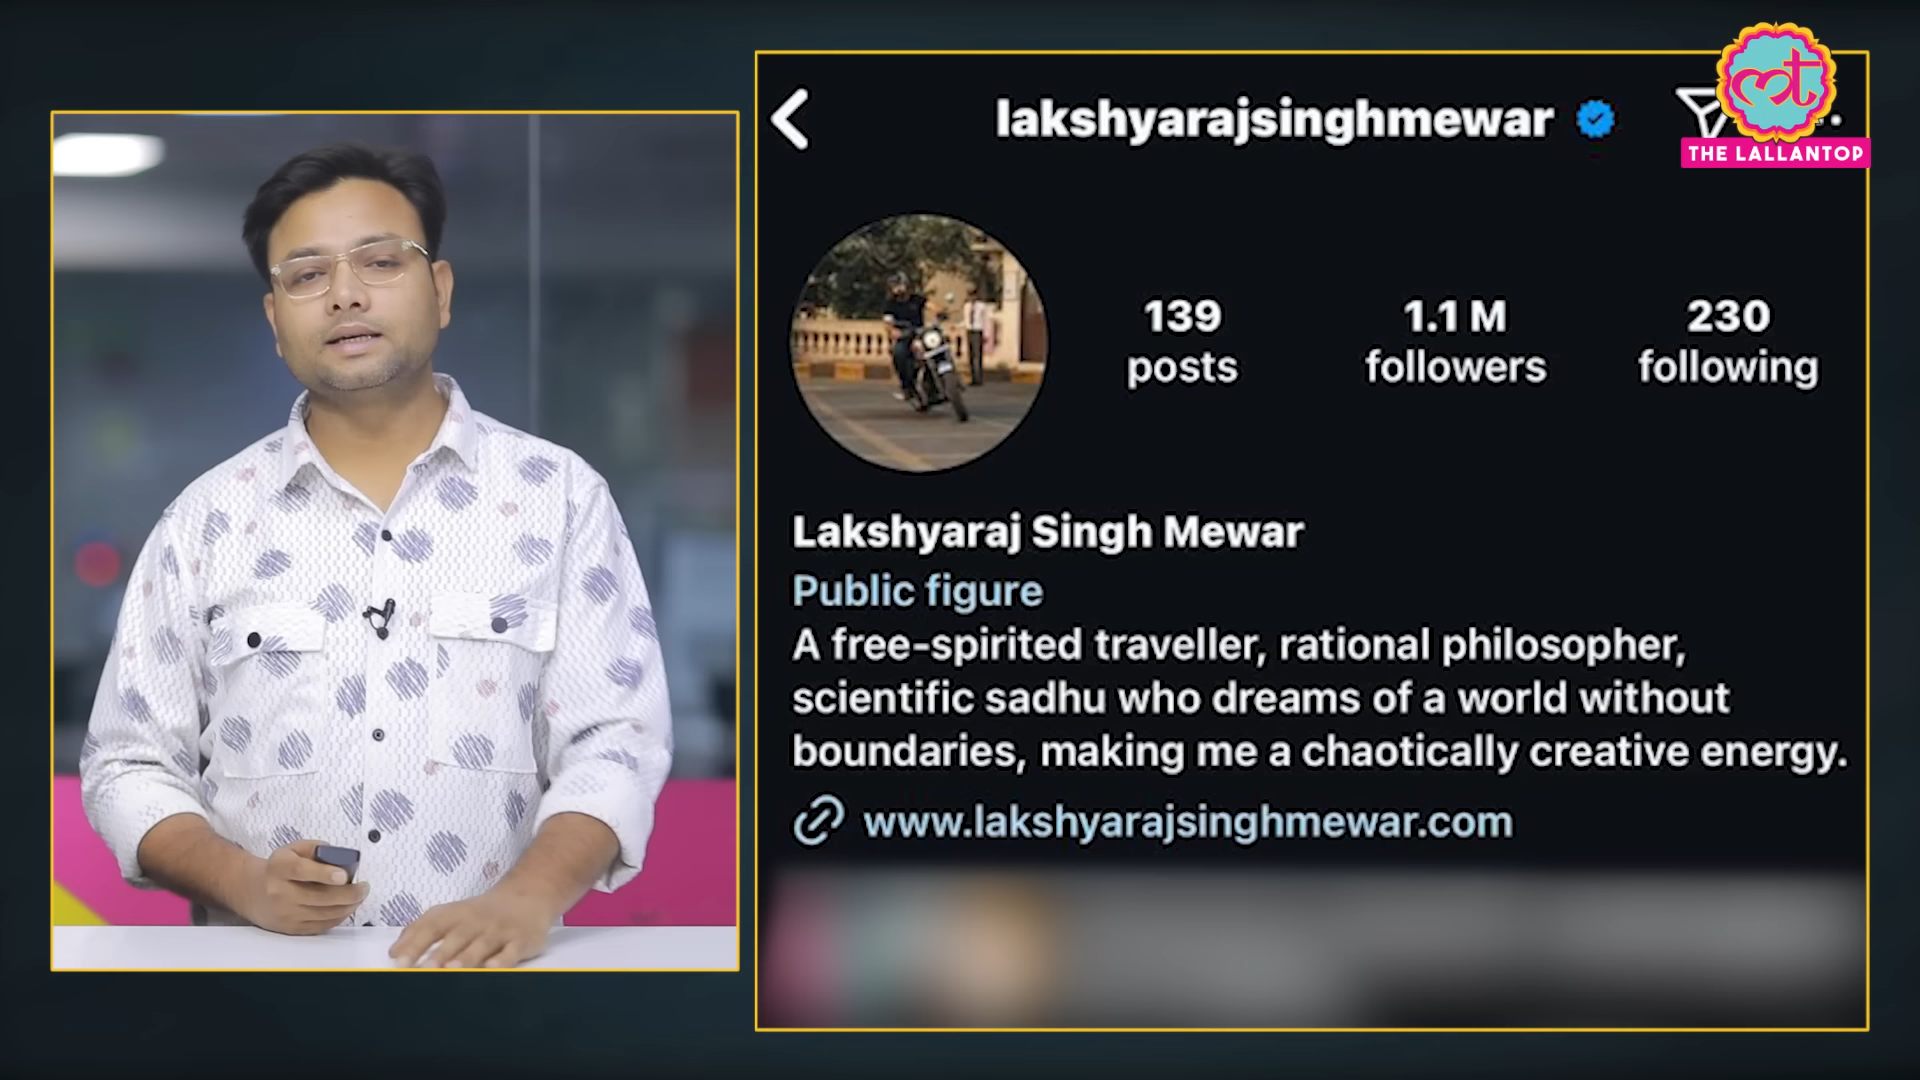 lakshyarajsinghmewar
THE LALLANTOP
139
posts
1.1 M
followers
230
following
Lakshyaraj Singh Mewar
Public figure
A free-spirited traveller, rational philosopher,
scientific sadhu who dreams of a world without
boundaries, making me a chaotically creative energy.
www.lakshyarajsinghmewar.com